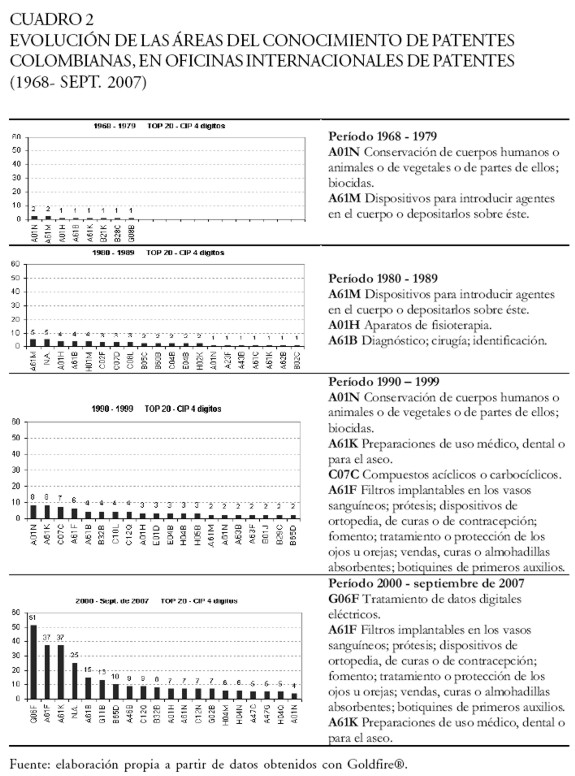 CUADRO 2
EVOLUCIÓN DE LAS ÁREAS DEL CONOCIMIENTO DE PATENTES
COLOMBIANAS, EN OFICINAS INTERNACIONALES DE PATENTES
(1968- SEPT. 2007)
1968 - 1979 TOP 20 - CIP 4 dígitos
60
50
40
30
20
10
0
2 2 1 1 1 1 1 1
A01N A61M A01H A61B A61K B21K B28C G08B
Período 1968 - 1979
A01N Conservación de cuerpos humanos o
animales o de vegetales o de partes de ellos;
biocidas.
A61M Dispositivos para introducir agentes
en el cuerpo o depositarlos sobre éste.
1980 - 1989 TOP 20 - CIP 4 dígitos
60
50
40
30
20
10
0
5 5 4 4 4 3 3 3 2 2 2 2 2 1 1 1 1 1 1 1
A61M N.A. A01H A61B H01M C02F C07D C08L B05C B60B C04B E04B H02K A01N A23F A43B A61C A61K A62B B02C
Período 1980 - 1989
A61M Dispositivos para introducir agentes
en el cuerpo o depositarlos sobre éste.
A01H Aparatos de fisioterapia.
A61B Diagnóstico; cirugía; identificación.
1990 - 1999 TOP 20 - CIP 4 dígitos
60
50
40
30
20
10
0
8 8 7 6 4 4 4 4 3 3 3 3 3 2 2 2 2 2 2 2
A01N A61K C07C A61F A61B B32B C10L C12Q A01H E01D E04B H04B H05B A61M A01N A63B A63F B01J B29C B65D
Período 1990 – 1999
A01N Conservación de cuerpos humanos o
animales o de vegetales o de partes de ellos;
biocidas.
A61K Preparaciones de uso médico, dental o
para el aseo.
C07C Compuestos acíclicos o carbocíclicos.
A61F Filtros implantables en los vasos
sanguíneos; prótesis; dispositivos de
ortopedia, de curas o de contracepción;
fomento; tratamiento o protección de los
ojos u orejas; vendas, curas o almohadillas
absorbentes; botiquines de primeros auxilios.
2000 - Sept. de 2007 TOP 20 - CIP 4 dígitos
60
50
40
30
20
10
0
51 37 37 25 15 13 10 9 9 8 7 7 7 7 6 6 5 5 5 4
G06F A61F A61K N.A. A61B G11B B65D A46B C12Q B32B A01H A61N C12N G02B H04M H04N A47C A47G H04Q A01N
Período 2000 - septiembre de 2007
G06F Tratamiento de datos digitales
eléctricos.
A61F Filtros implantables en los vasos
sanguíneos; prótesis; dispositivos de
ortopedia, de curas o de contracepción;
fomento; tratamiento o protección de los
ojos u orejas; vendas, curas o almohadillas
absorbentes; botiquines de primeros auxilios.
A61K Preparaciones de uso médico, dental o
para el aseo.
Fuente: elaboración propia a partir de datos obtenidos con Goldfire®.